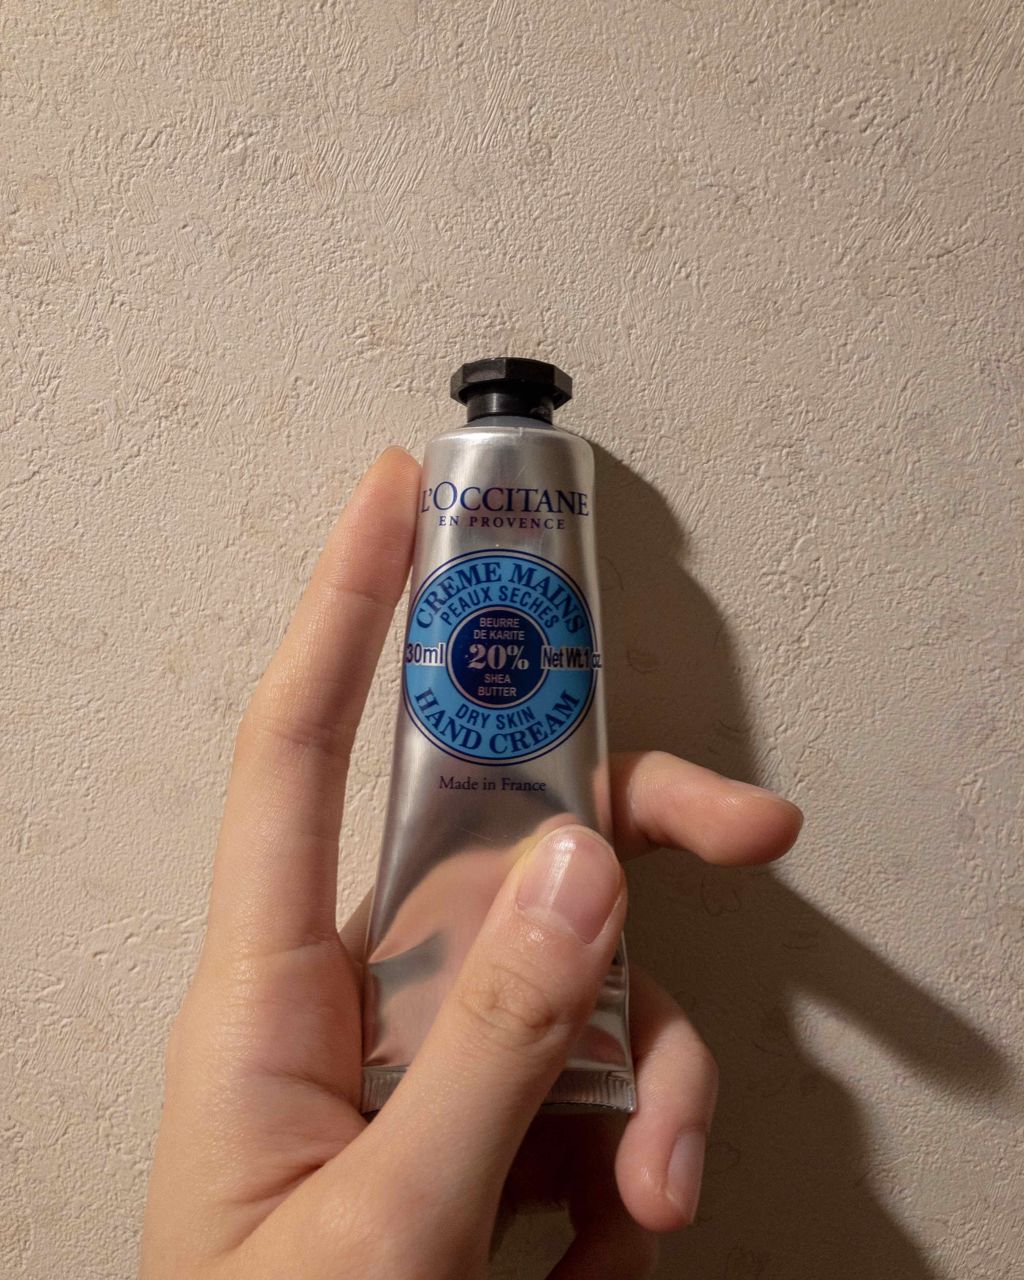 L'OCCITANE
EN PROVENCE
CREME MAINS
PEAUX SECHES
BEURRE
DE KARITE
30ml
20%
Net Wt.1 oz
SHEA
BUTTER
DRY SKIN
HAND CREAM
Made in France